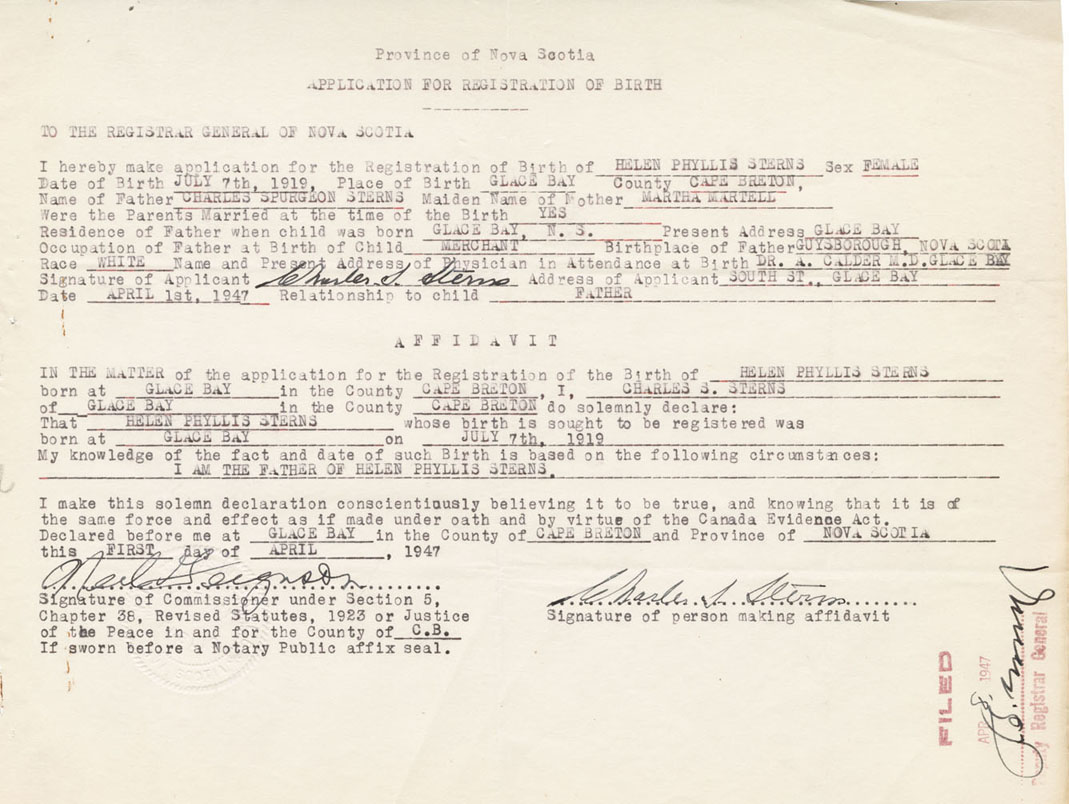 Province of Nova Scotia
APPLICATION FOR REGISTRATION OF BIRTH
TO THE REGISTRAR GENERAL OF NOVA SCOTIA
I hereby make application for the Registration of Birth of HELEN PHYLLIS STERNS Sex FEMALE
Date of Birth JULY 7th, 1919, Place of Birth GLACE BAY County CAPE BRETON,
Name of Father CHARLES SPURGEON STERNS Maiden Name of Mother MARTHA MARTELL
Were the Parents Married at the time of the Birth YES
Residence of Father when child was born GLACE BAY, N. S. Present Address GLACE BAY
Occupation of Father at Birth of Child MERCHANT Birthplace of Father GUYSBOROUGH, NOVA SCOTIA
Race WHITE Name and Present Address of Physician in Attendance at Birth DR. A. CALDER M.D. GLACE BAY
Signature of Applicant Charles S. Sterns Address of Applicant SOUTH ST., GLACE BAY
Date APRIL 1st, 1947 Relationship to child FATHER
AFFIDAVIT
IN THE MATTER of the application for the Registration of the Birth of HELEN PHYLLIS STERNS
born at GLACE BAY in the County CAPE BRETON, I, CHARLES S. STERNS
of GLACE BAY in the County CAPE BRETON do solemnly declare:
That HELEN PHYLLIS STERNS whose birth is sought to be registered was
born at GLACE BAY on JULY 7th, 1919
My knowledge of the fact and date of such Birth is based on the following circumstances:
I AM THE FATHER OF HELEN PHYLLIS STERNS.
I make this solemn declaration conscientiously believing it to be true, and knowing that it is of
the same force and effect as if made under oath and by virtue of the Canada Evidence Act.
Declared before me at GLACE BAY in the County of CAPE BRETON and Province of NOVA SCOTIA
this FIRST day of APRIL, 1947
Ferguson
Charles S Sterns
Signature of Commissioner under Section 5,
Chapter 38, Revised Statutes, 1923 or Justice
of the Peace in and for the County of C.B.
If sworn before a Notary Public affix seal.
Signature of person making affidavit
FILED
APR 8, 1947
Deputy Registrar General